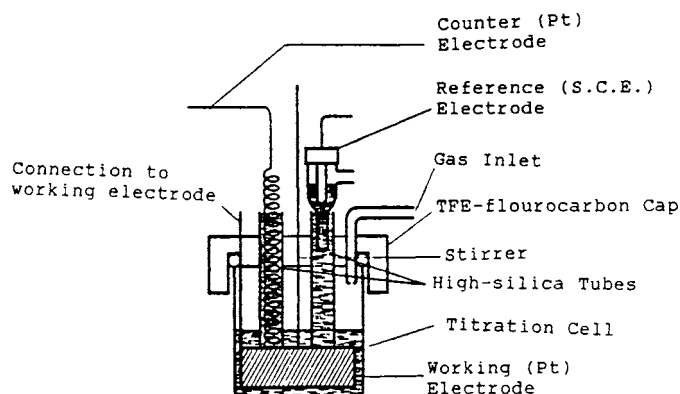 Counter (Pt)
Electrode
Reference (S.C.E.)
Electrode
Connection to
working electrode
Gas Inlet
TFE-flourocarbon Cap
Stirrer
High-silica Tubes
Titration Cell
Working (Pt)
Electrode